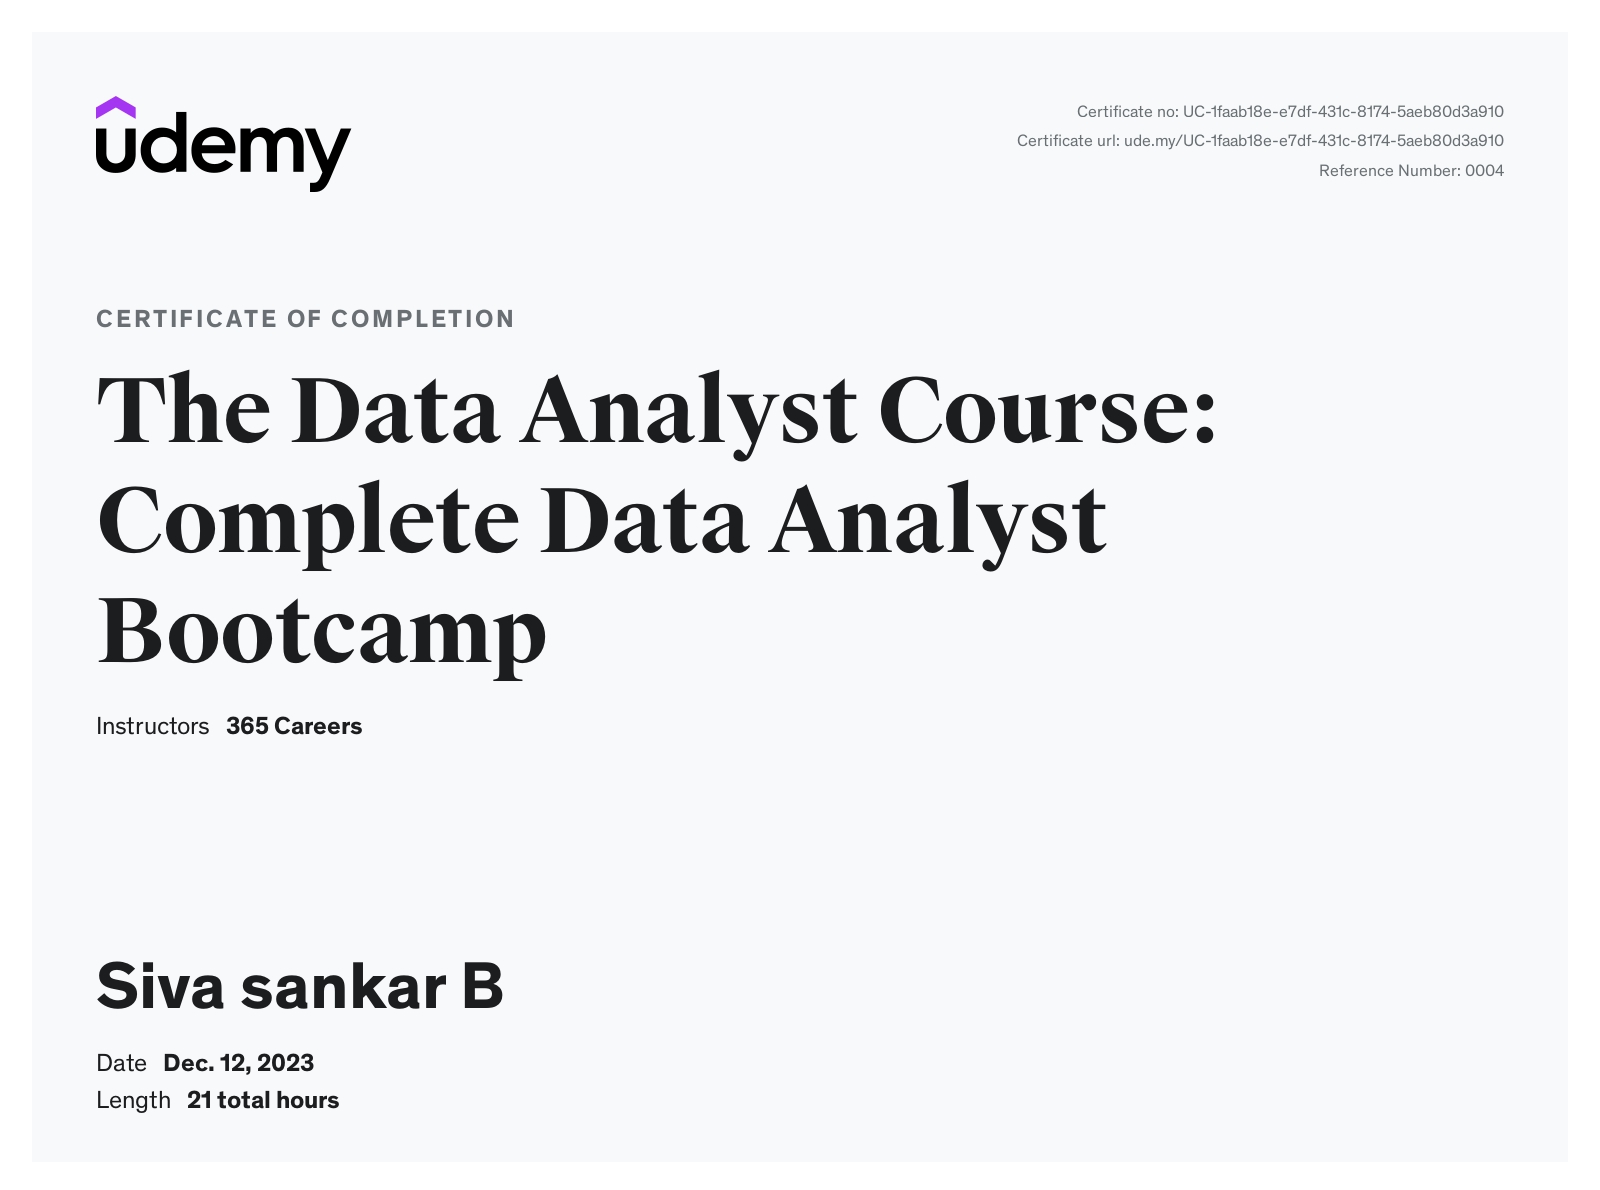 udemy
Certificate no: UC-1faab18e-e7df-431c-8174-5aeb80d3a910
Certificate url: ude.my/UC-1faab18e-e7df-431c-8174-5aeb80d3a910
Reference Number: 0004
CERTIFICATE OF COMPLETION
The Data Analyst Course:
Complete Data Analyst
Bootcamp
Instructors 365 Careers
Siva sankar B
Date Dec. 12, 2023
Length 21 total hours